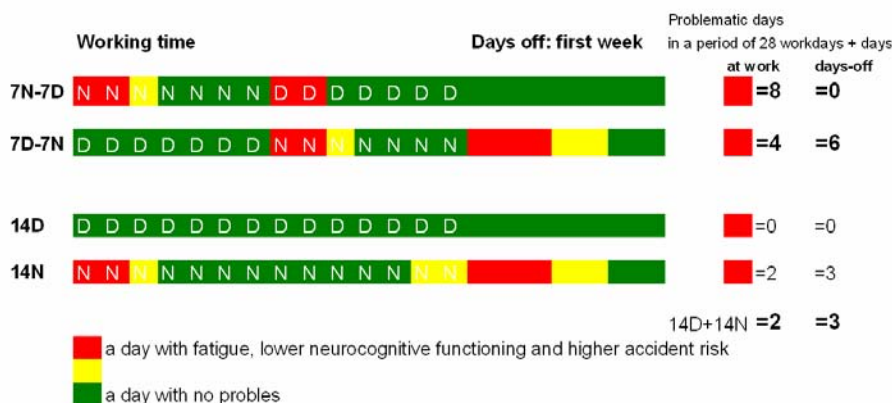 Problematic days
Working time Days off: first week in a period of 28 workdays + days
at work days-off
7N-7D N N N N N N N D D D D D D D =8 =0
7D-7N D D D D D D D N N N N N N N =4 =6
14D D D D D D D D D D D D D D D =0 =0
14N N N N N N N N N N N N N N N =2 =3
14D+14N =2 =3
a day with fatigue, lower neurocognitive functioning and higher accident risk
a day with no probles